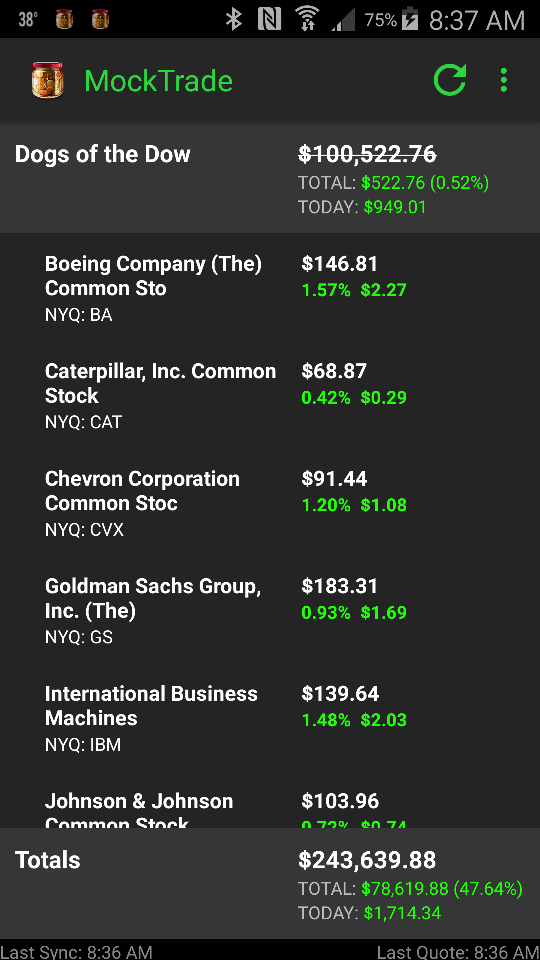 38°
75%
8:37 AM
MockTrade
Dogs of the Dow
$100,522.76
TOTAL: $522.76 (0.52%)
TODAY: $949.01
Boeing Company (The)
Common Sto
NYQ: BA
$146.81
1.57% $2.27
Caterpillar, Inc. Common
Stock
NYQ: CAT
$68.87
0.42% $0.29
Chevron Corporation
Common Stoc
NYQ: CVX
$91.44
1.20% $1.08
Goldman Sachs Group,
Inc. (The)
NYQ: GS
$183.31
0.93% $1.69
International Business
Machines
NYQ: IBM
$139.64
1.48% $2.03
Johnson & Johnson
Common Stock
$103.96
0.72% $0.74
Totals
$243,639.88
TOTAL: $78,619.88 (47.64%)
TODAY: $1,714.34
Last Sync: 8:36 AM
Last Quote: 8:36 AM